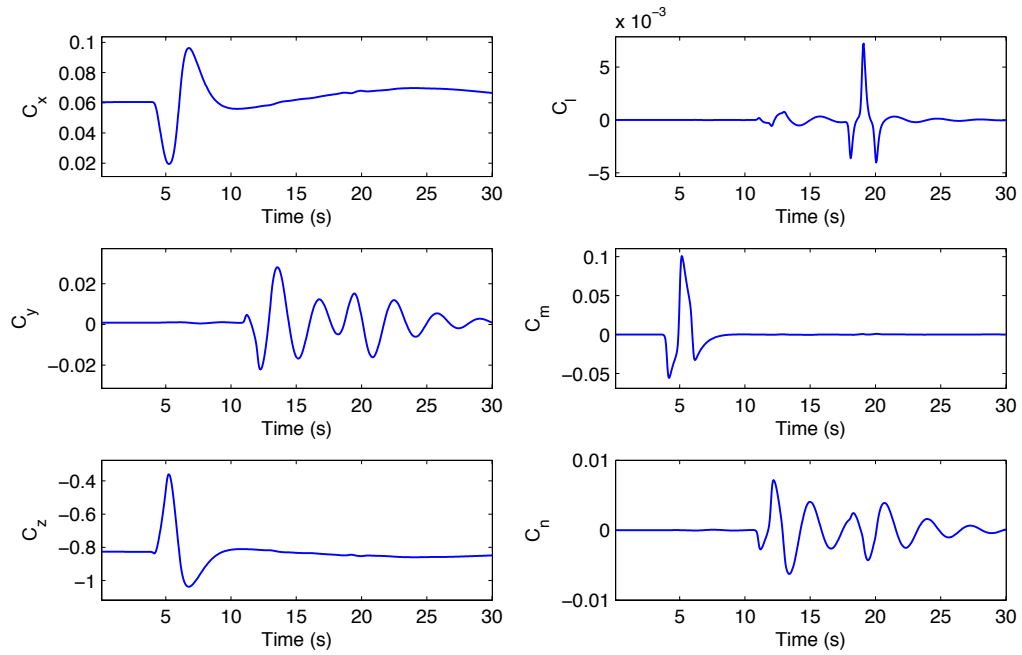 0.1
0.08
0.06
0.04
0.02
C_x
5 10 15 20 25 30
Time (s)
x 10^−3
5
0
−5
C_l
5 10 15 20 25 30
Time (s)
0.02
0
−0.02
C_y
5 10 15 20 25 30
Time (s)
0.1
0.05
0
−0.05
C_m
5 10 15 20 25 30
Time (s)
−0.4
−0.6
−0.8
−1
C_z
5 10 15 20 25 30
Time (s)
0.01
0
−0.01
C_n
5 10 15 20 25 30
Time (s)